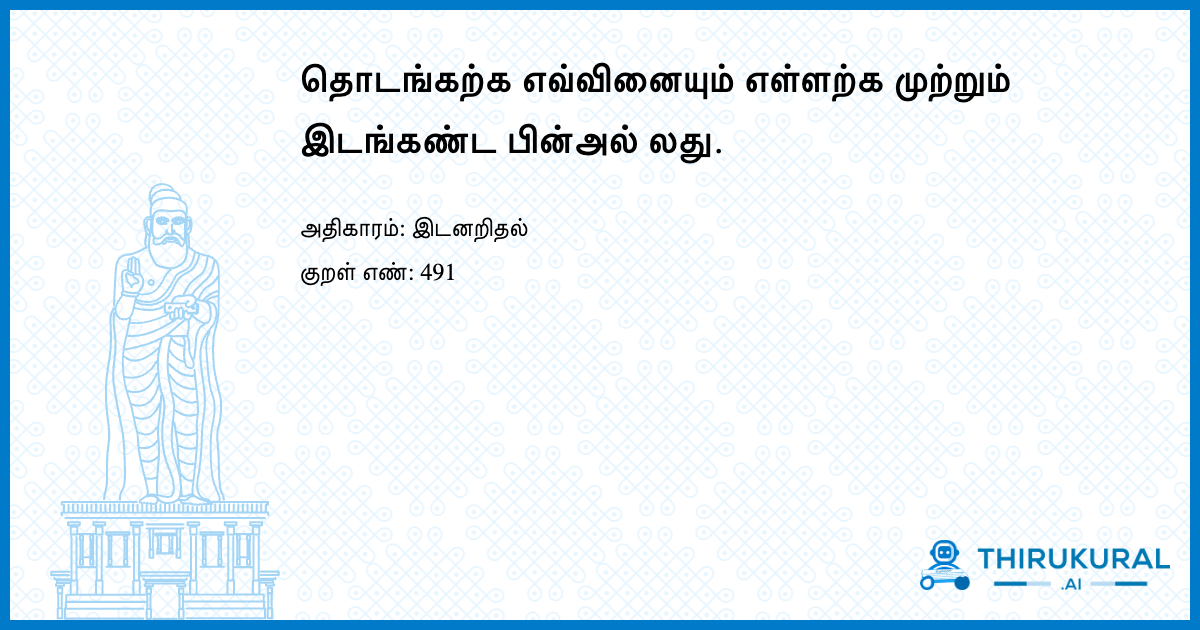 தொடங்கற்க எவ்வினையும் எள்ளற்க முற்றும்
இடங்கண்ட பின்அல் லது.
அதிகாரம்: இடனறிதல்
குறள் எண்: 491
THIRUKURAL
.AI